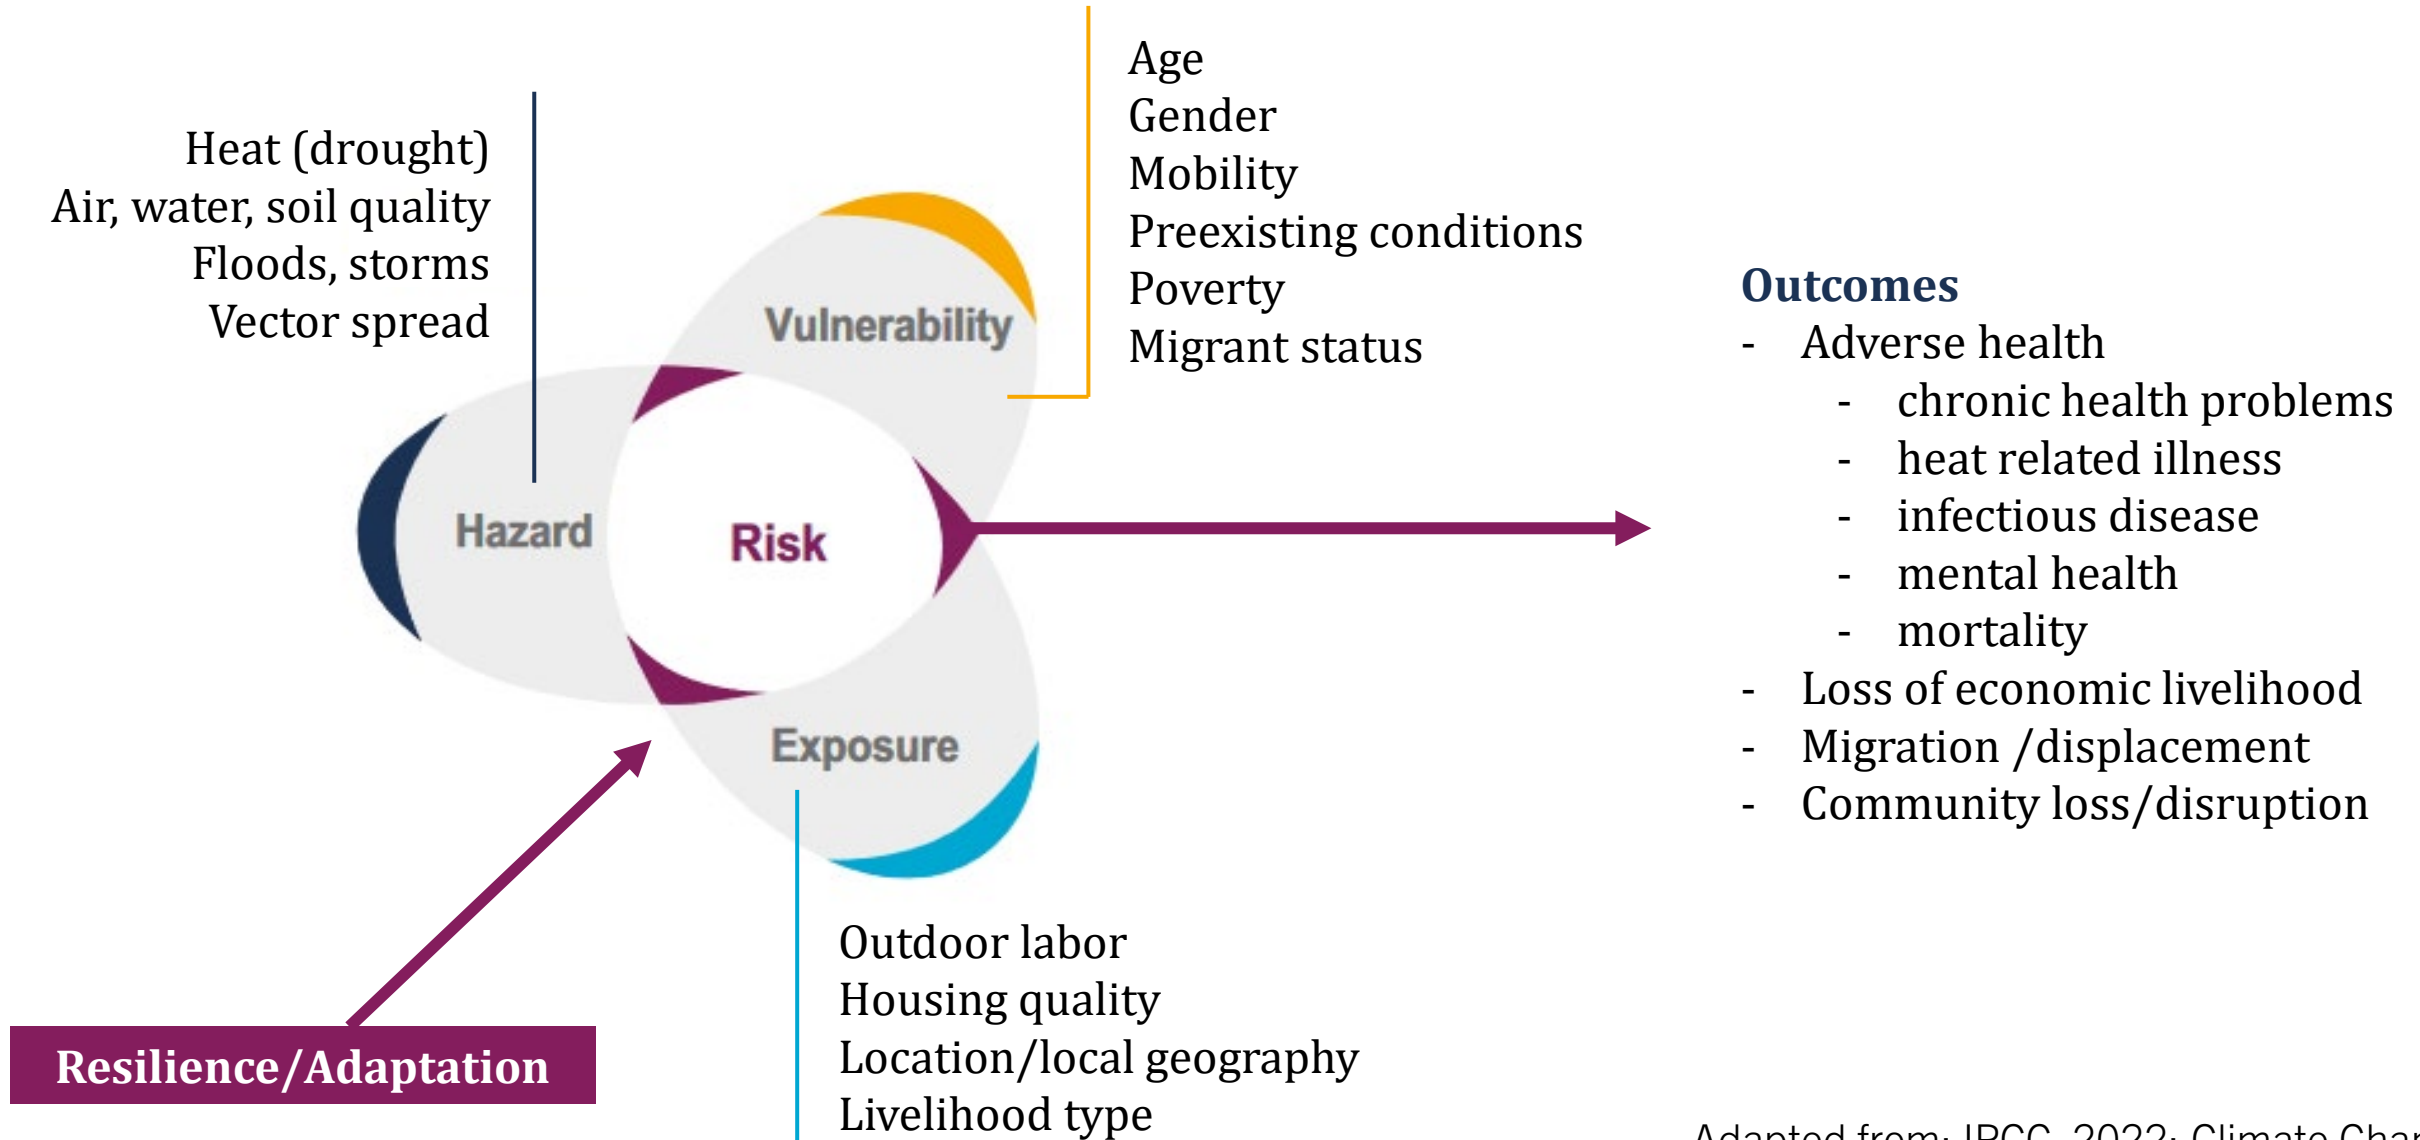 Heat (drought)
Air, water, soil quality
Floods, storms
Vector spread
Age
Gender
Mobility
Preexisting conditions
Poverty
Migrant status
Vulnerability
Hazard
Risk
Exposure
Outdoor labor
Housing quality
Location/local geography
Livelihood type
Resilience/Adaptation
Outcomes
- Adverse health
- chronic health problems
- heat related illness
- infectious disease
- mental health
- mortality
- Loss of economic livelihood
- Migration /displacement
- Community loss/disruption
Adapted from: IPCC, 2022: Climate